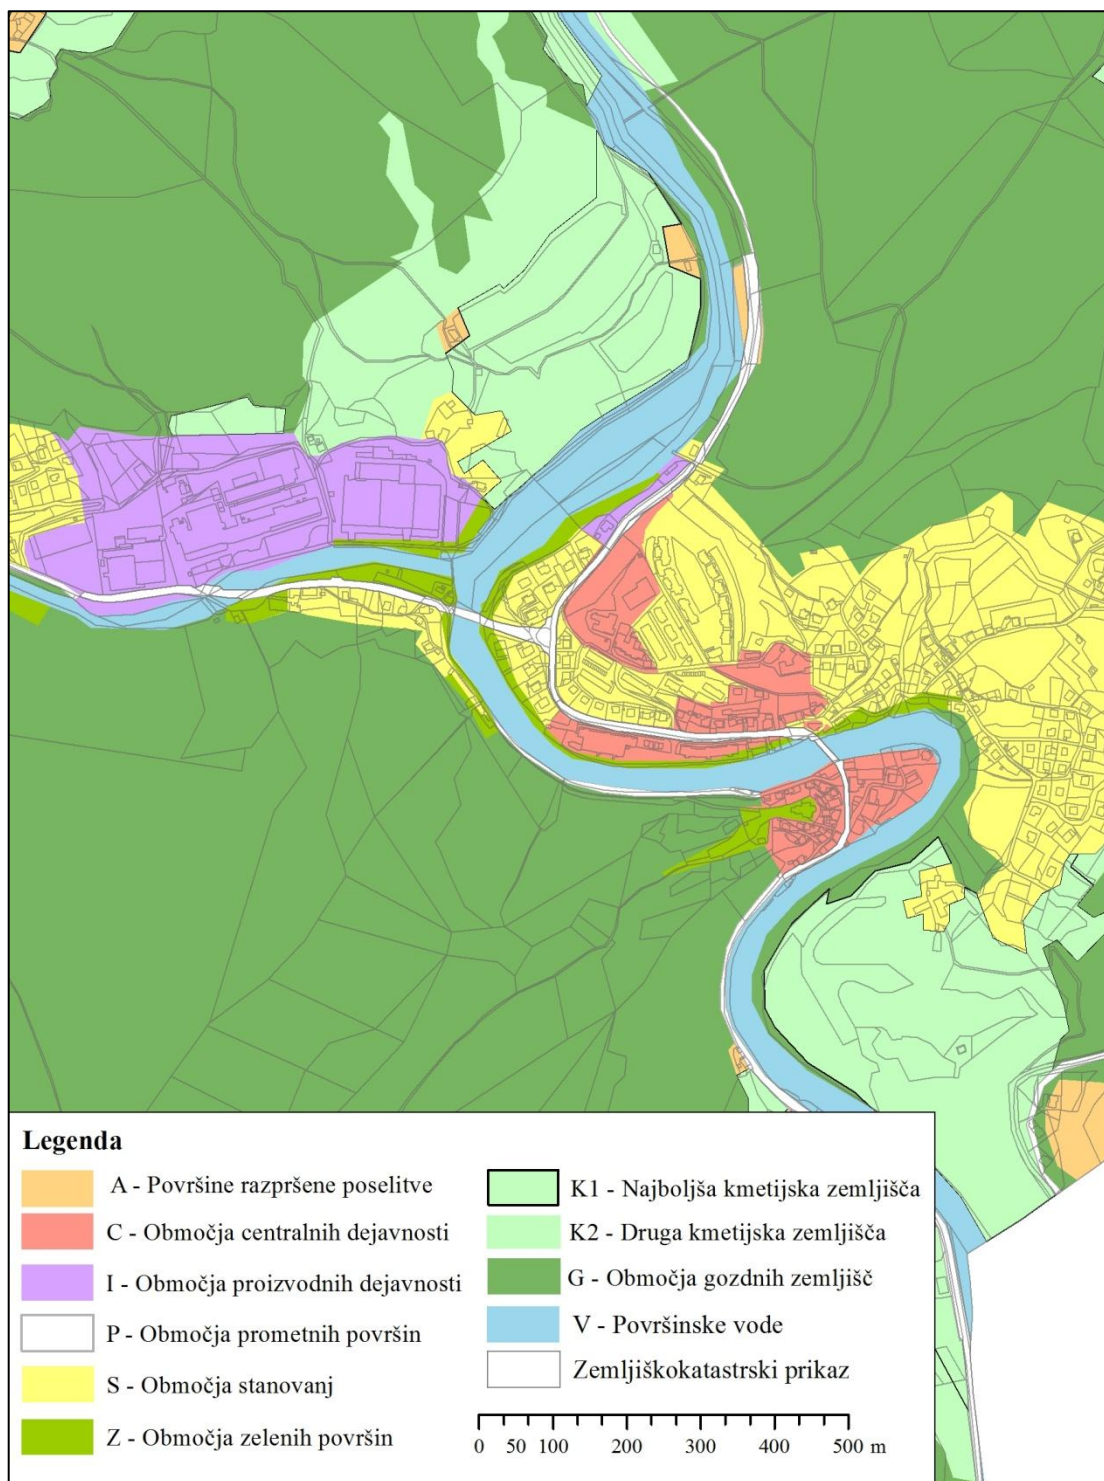 Legenda
A - Površine razpršene poselitve
C - Območja centralnih dejavnosti
I - Območja proizvodnih dejavnosti
P - Območja prometnih površin
S - Območja stanovanj
Z - Območja zelenih površin
K1 - Najboljša kmetijska zemljišča
K2 - Druga kmetijska zemljišča
G - Območja gozdnih zemljišč
V - Površinske vode
Zemljiškokatastrski prikaz
0 50 100 200 300 400 500 m